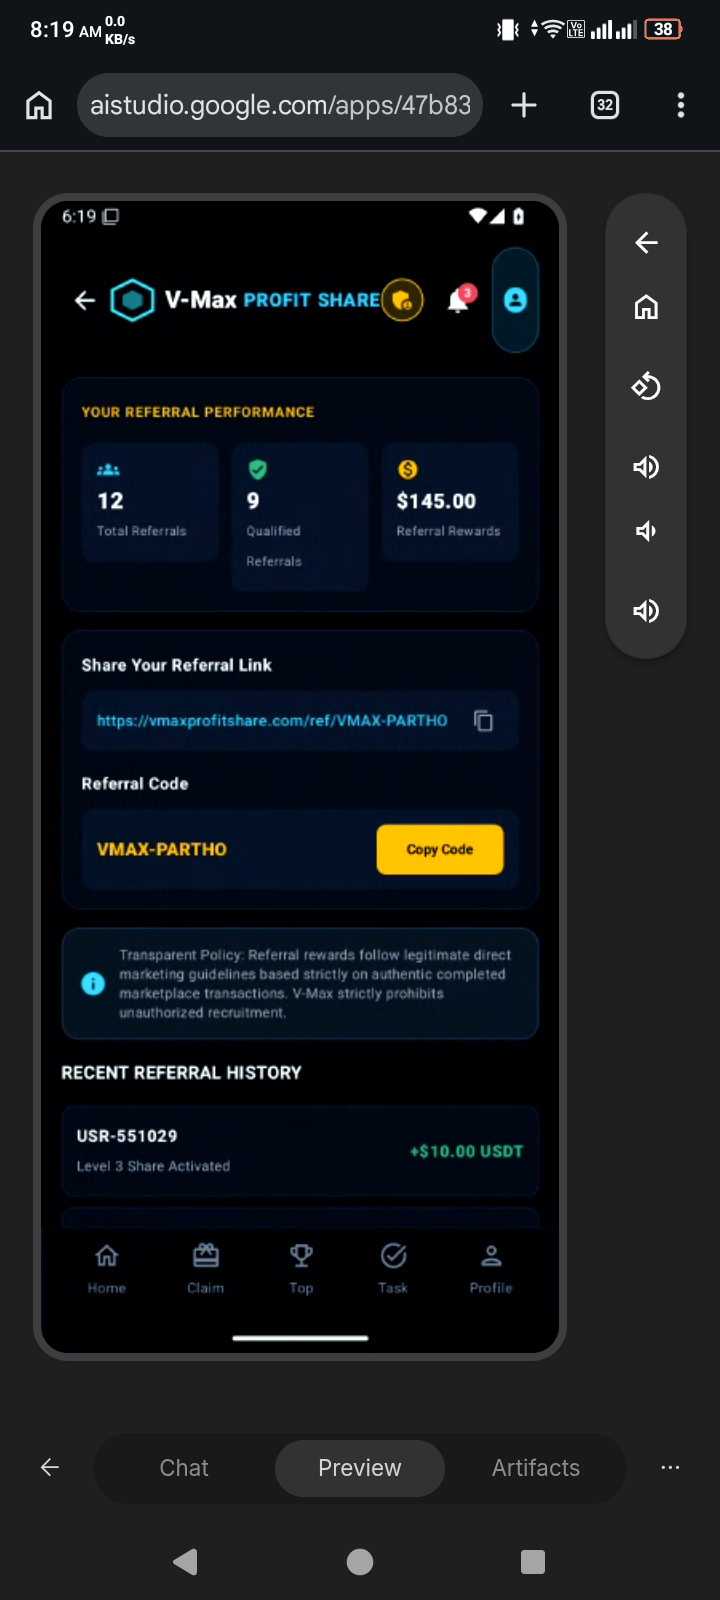 8:19 AM 0.0 KB/s Vo LTE 38
aistudio.google.com/apps/47b83 32
6:19
V-Max PROFIT SHARE 3
YOUR REFERRAL PERFORMANCE
12 9 $145.00
Total Referrals Qualified Referral Rewards
Referrals
Share Your Referral Link
https://vmaxprofitshare.com/ref/VMAX-PARTHO
Referral Code
VMAX-PARTHO Copy Code
Transparent Policy: Referral rewards follow legitimate direct
marketing guidelines based strictly on authentic completed
marketplace transactions. V-Max strictly prohibits
unauthorized recruitment.
RECENT REFERRAL HISTORY
USR-551029
+$10.00 USDT
Level 3 Share Activated
Home Claim Top Task Profile
Chat Preview Artifacts